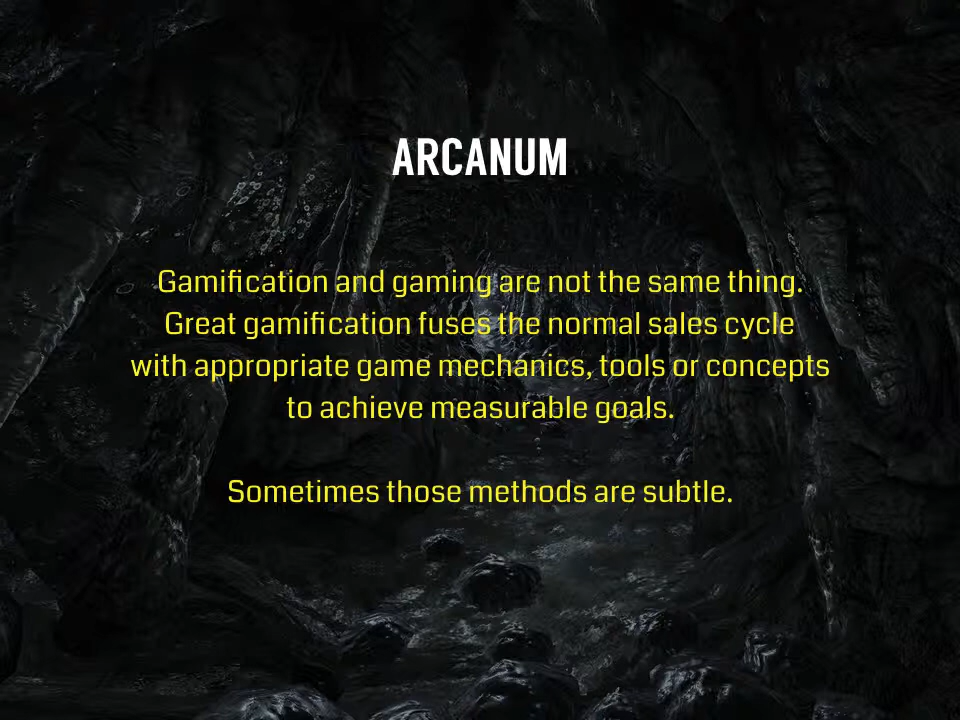 ARCANUM
Gamification and gaming are not the same thing.
Great gamification fuses the normal sales cycle
with appropriate game mechanics, tools or concepts
to achieve measurable goals.
Sometimes those methods are subtle.